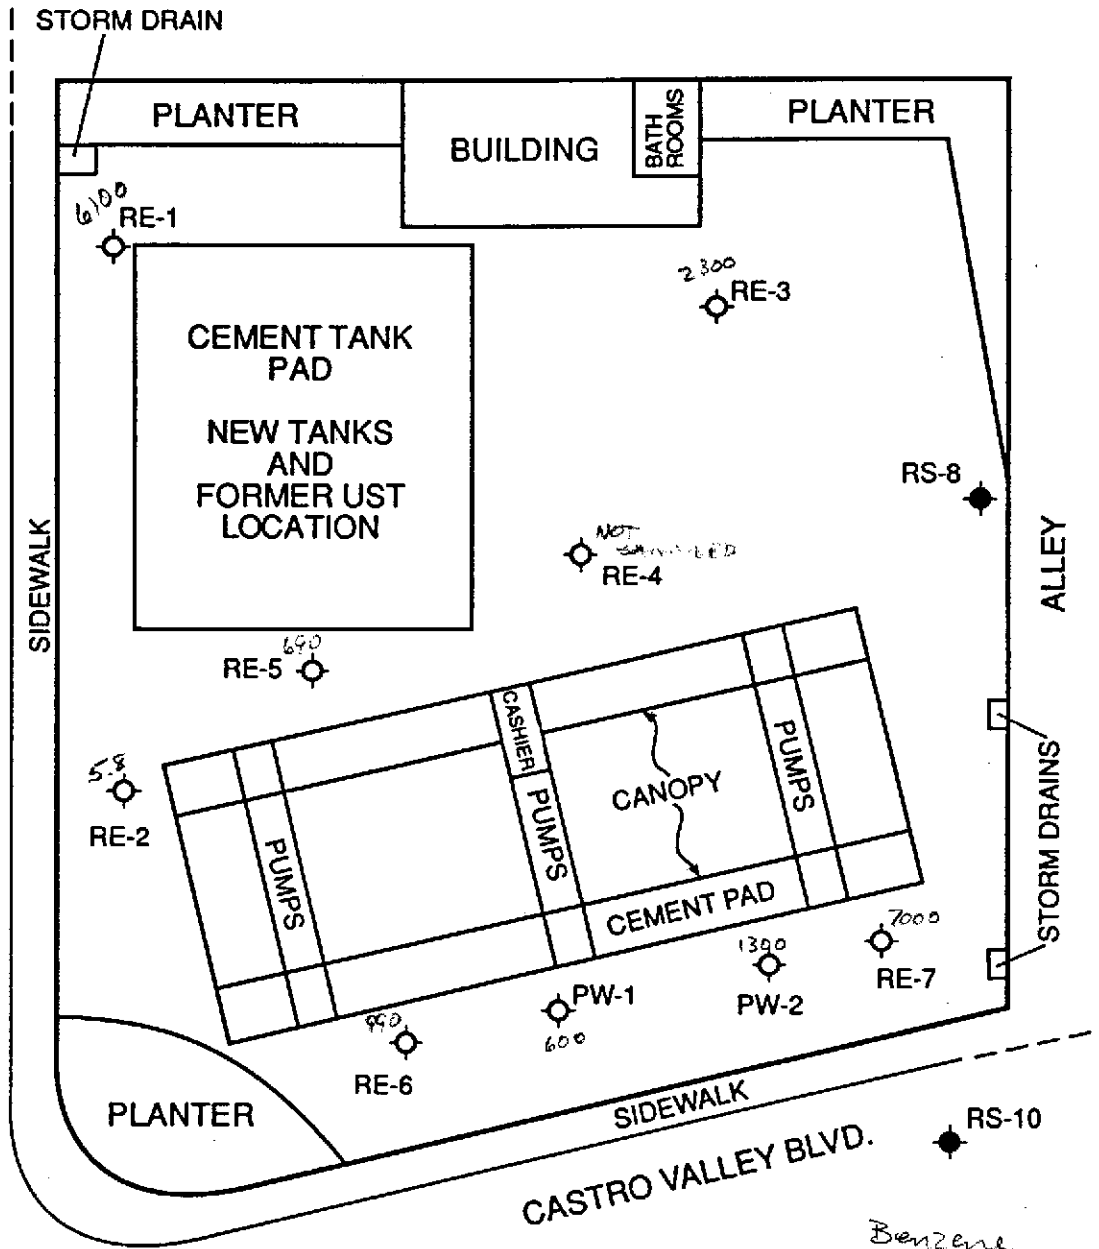 STORM DRAIN
PLANTER
BUILDING
BATH
ROOMS
PLANTER
6100
RE-1
2300
RE-3
CEMENT TANK
PAD
NEW TANKS
AND
FORMER UST
LOCATION
RS-8
NOT
SAMPLED
RE-4
SIDEWALK
ALLEY
690
RE-5
CASHIER
PUMPS
CANOPY
PUMPS
5.8
RE-2
PUMPS
STORM DRAINS
CEMENT PAD
7000
RE-7
1300
PW-2
PW-1
600
990
RE-6
PLANTER
SIDEWALK
RS-10
CASTRO VALLEY BLVD.
Benzene